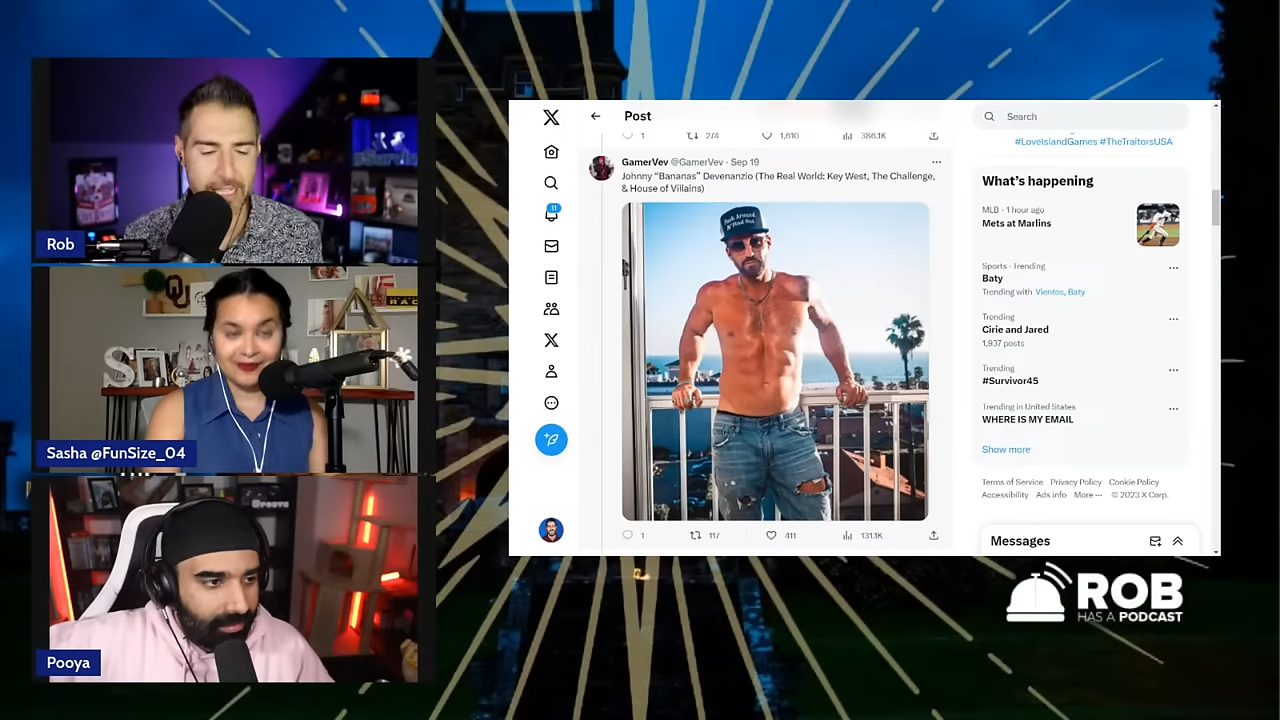 Rob
Sasha @FunSize_04
Pooya
Post
1
274
1,610
386.1K
GamerVev @GamerVev · Sep 19
Johnny “Bananas” Devenanzio (The Real World: Key West, The Challenge,
& House of Villains)
1
117
411
131.1K
Search
#LoveIslandGames #TheTraitorsUSA
What’s happening
MLB · 1 hour ago
Mets at Marlins
Sports · Trending
Baty
Trending with Vientos, Baty
Trending
Cirie and Jared
1,937 posts
Trending
#Survivor45
Trending in United States
WHERE IS MY EMAIL
Show more
Terms of Service Privacy Policy Cookie Policy
Accessibility Ads info More ··· © 2023 X Corp.
Messages
11
ROB
HAS A PODCAST